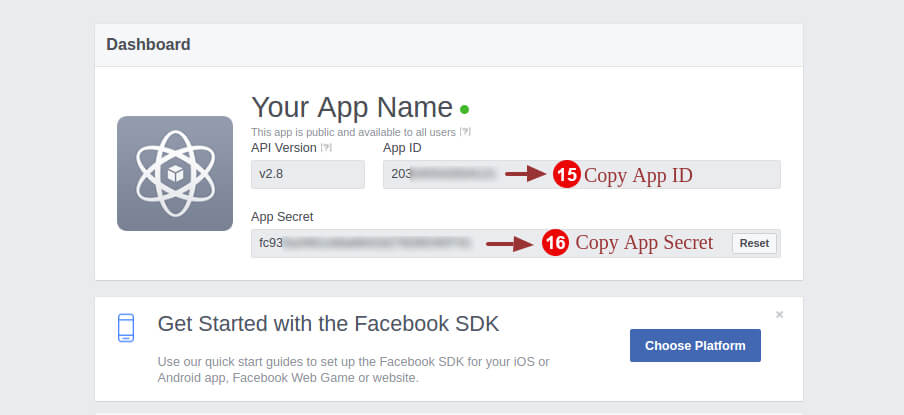 Dashboard
Your App Name
This app is public and available to all users [?]
API Version [?]
App ID
v2.8
203
15 Copy App ID
App Secret
fc93
16 Copy App Secret
Reset
Get Started with the Facebook SDK
×
Use our quick start guides to set up the Facebook SDK for your iOS or
Android app, Facebook Web Game or website.
Choose Platform